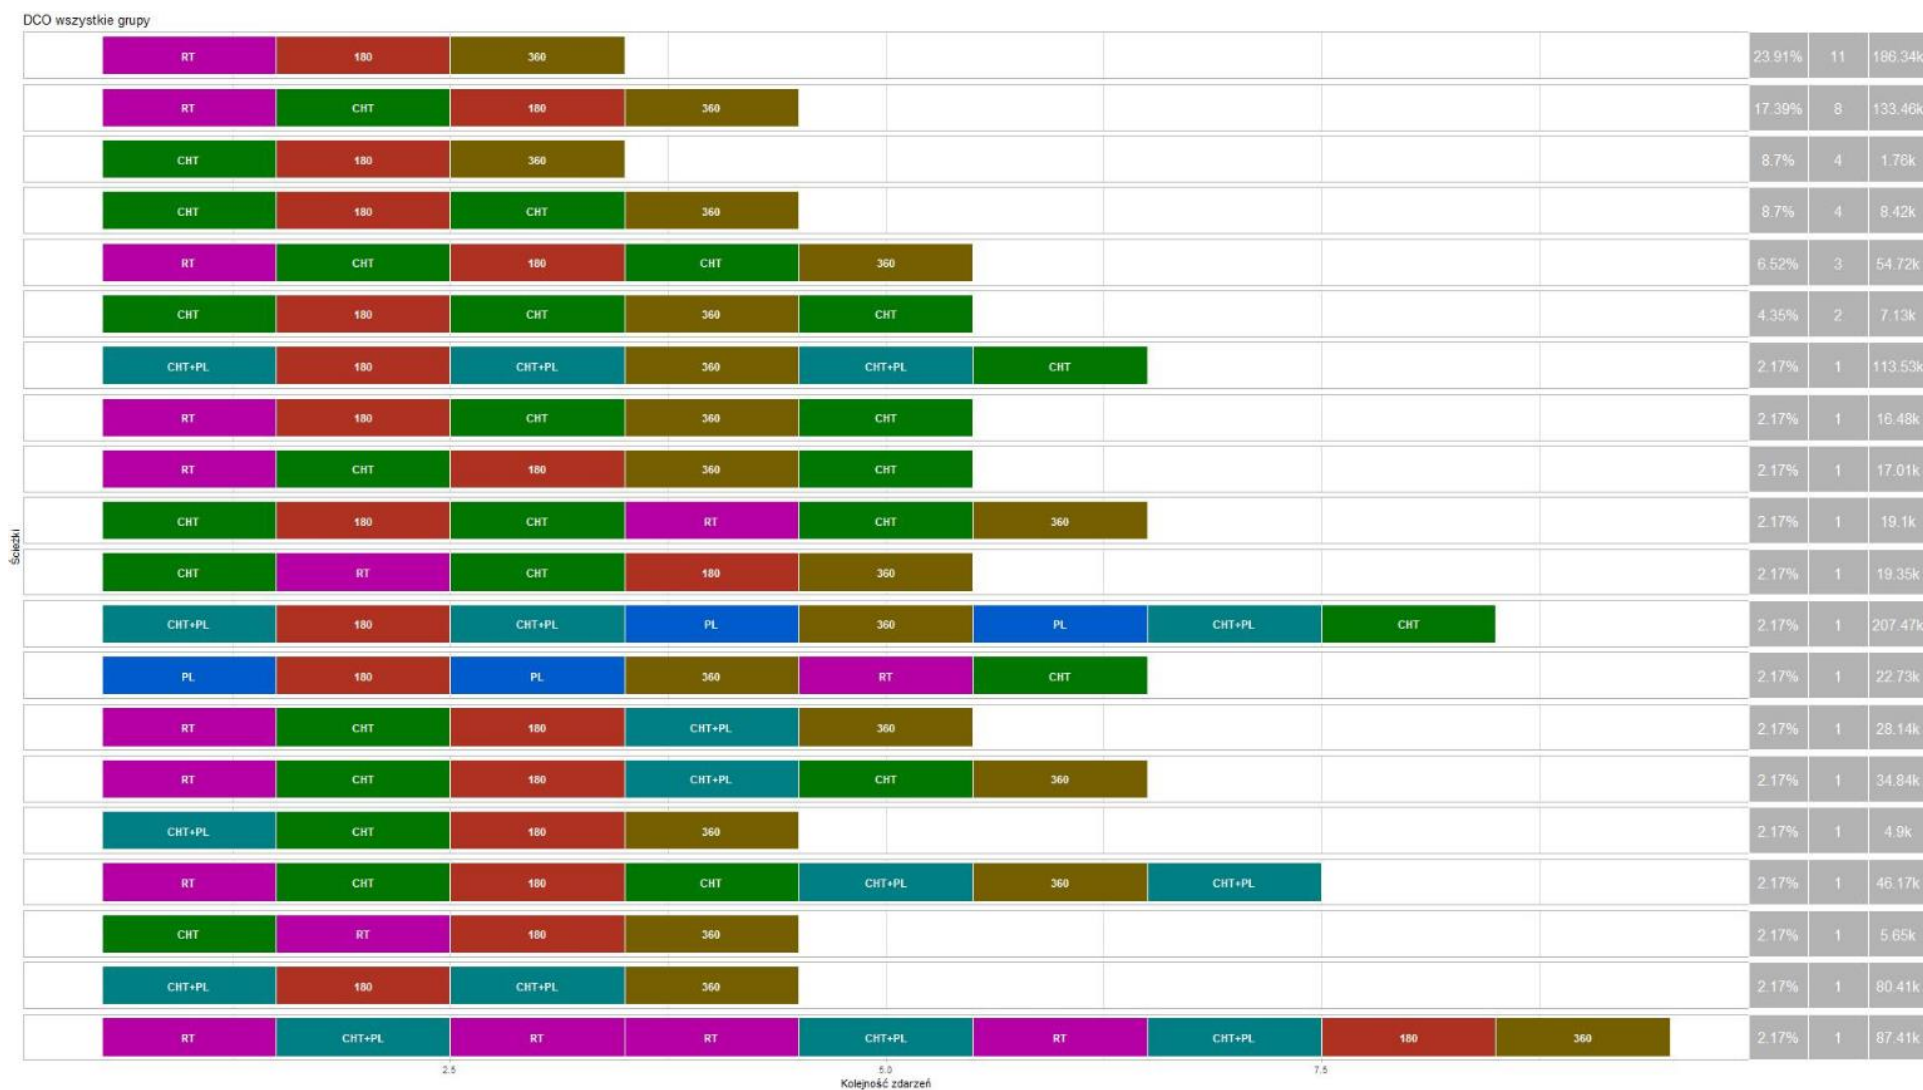 DCO wszystkie grupy
RT 180 360 23.91% 11 186.34k
RT CHT 180 360 17.39% 8 133.46k
CHT 180 360 8.7% 4 1.76k
CHT 180 CHT 360 8.7% 4 8.42k
RT CHT 180 CHT 360 6.52% 3 54.72k
CHT 180 CHT 360 CHT 4.35% 2 7.13k
CHT+PL 180 CHT+PL 360 CHT+PL CHT 2.17% 1 113.53k
RT 180 CHT 360 CHT 2.17% 1 16.48k
RT CHT 180 360 CHT 2.17% 1 17.01k
CHT 180 CHT RT CHT 360 2.17% 1 19.1k
CHT RT CHT 180 360 2.17% 1 19.35k
CHT+PL 180 CHT+PL PL 360 PL CHT+PL CHT 2.17% 1 207.47k
PL 180 PL 360 RT CHT 2.17% 1 22.73k
RT CHT 180 CHT+PL 360 2.17% 1 28.14k
RT CHT 180 CHT+PL CHT 360 2.17% 1 34.84k
CHT+PL CHT 180 360 2.17% 1 4.9k
RT CHT 180 CHT CHT+PL 360 CHT+PL 2.17% 1 46.17k
CHT RT 180 360 2.17% 1 5.65k
CHT+PL 180 CHT+PL 360 2.17% 1 80.41k
RT CHT+PL RT RT CHT+PL RT CHT+PL 180 360 2.17% 1 87.41k
Ścieżki
2.5 5.0 7.5
Kolejność zdarzeń